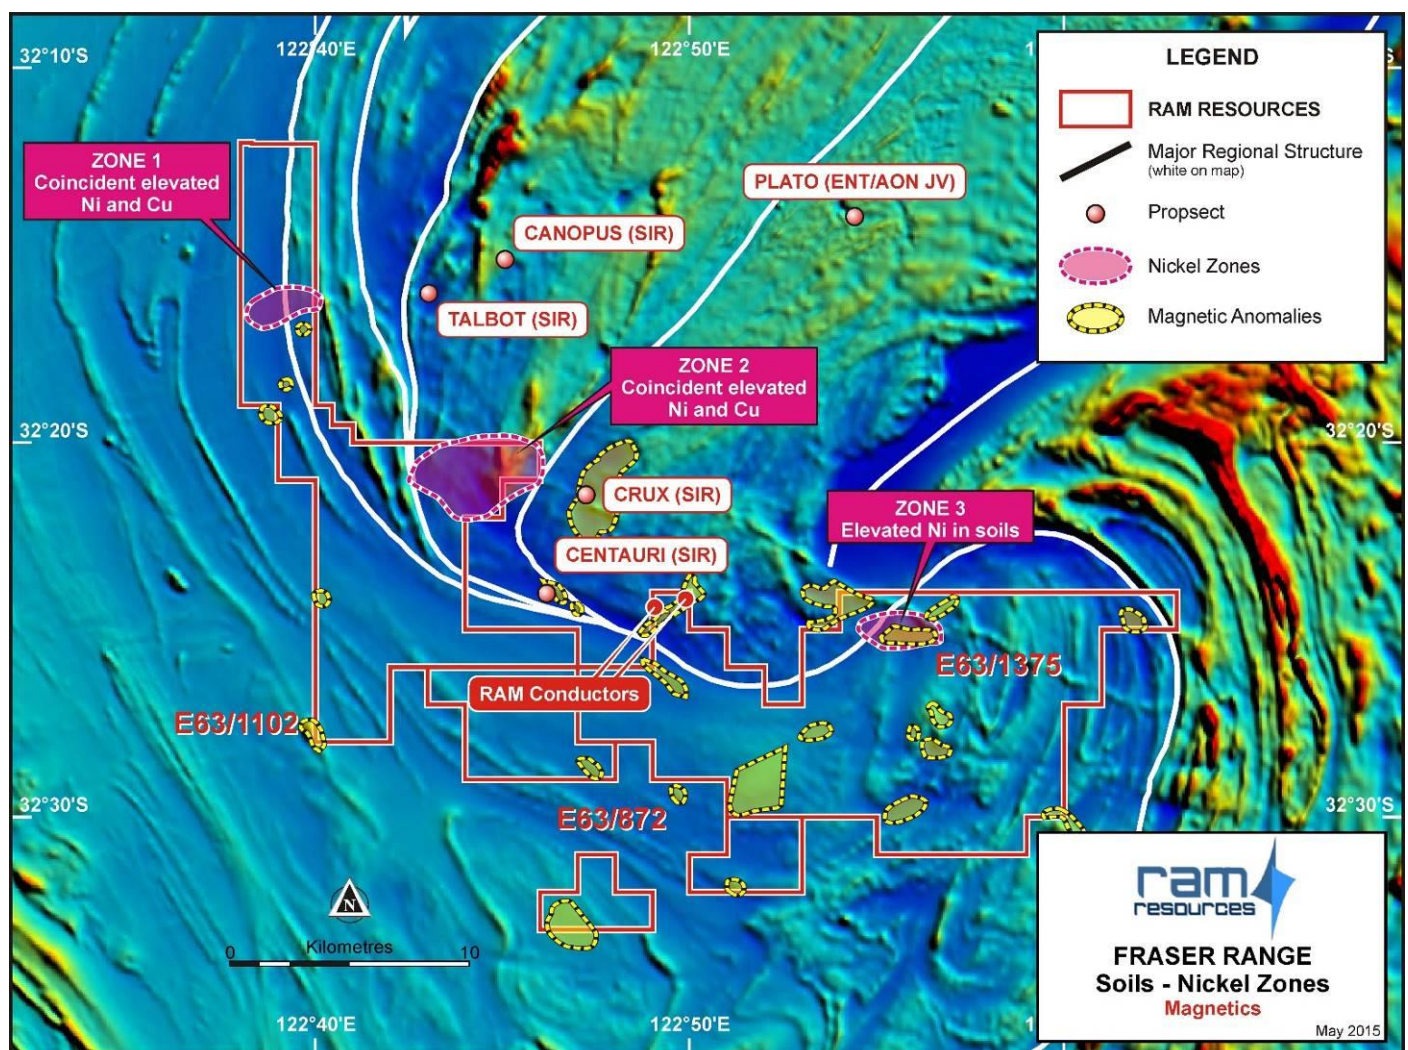 122°40'E
122°50'E
32°10'S
LEGEND
RAM RESOURCES
Major Regional Structure
(white on map)
Propsect
Nickel Zones
Magnetic Anomalies
ZONE 1
Coincident elevated
Ni and Cu
PLATO (ENT/AON JV)
CANOPUS (SIR)
TALBOT (SIR)
ZONE 2
Coincident elevated
Ni and Cu
32°20'S
32°20'S
CRUX (SIR)
ZONE 3
Elevated Ni in soils
CENTAURI (SIR)
E63/1375
RAM Conductors
E63/1102
32°30'S
32°30'S
E63/872
N
0
Kilometres
10
ram
resources
FRASER RANGE
Soils - Nickel Zones
Magnetics
May 2015
122°40'E
122°50'E